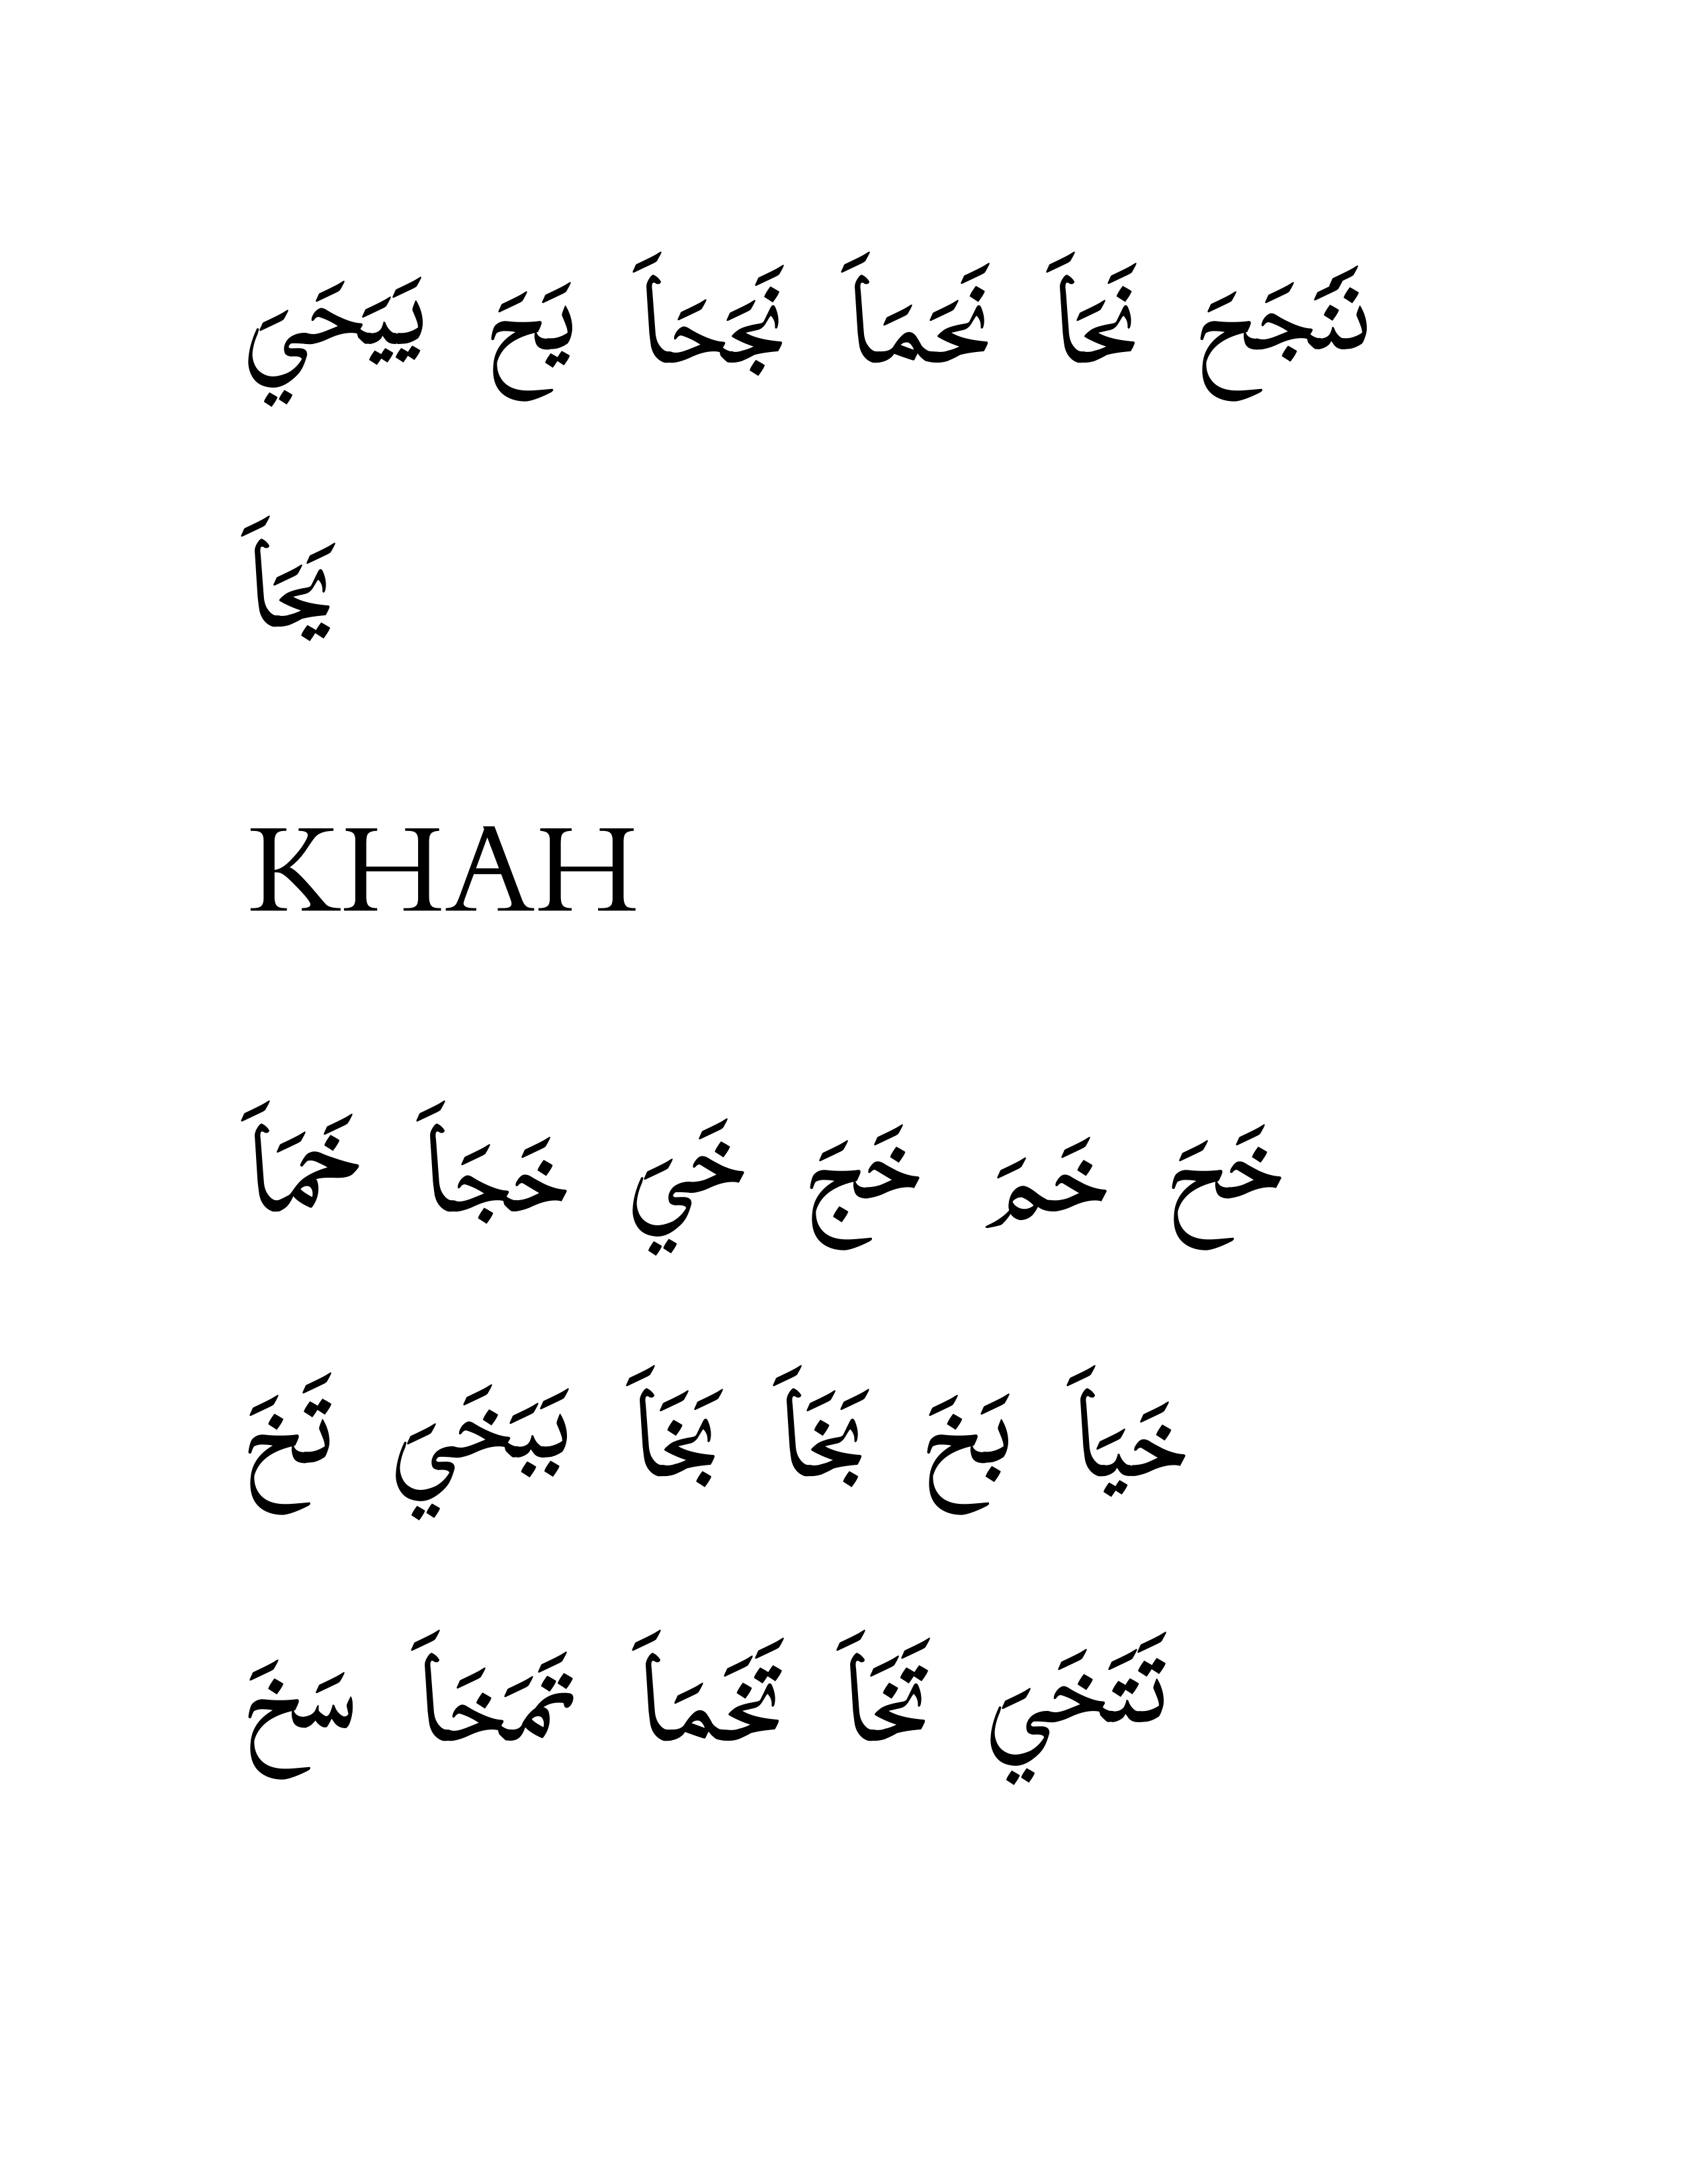 نَنَجَحَ نَحَاَ نَحَمَاَ نَجَحَاَ يَحَ يَيَحَيَ
يَحَاَ
KHAH
خَحَ خَمَ خَجَ خَيَ خَجَاَ خَمَاَ
خَيَاَ بَخَ بَخَاَ بَخَاَ بَبَخَيَ تَخَ
تَتَخَيَ تَخَاَ تَخَمَاَ تَمَخَاَ سَخَ